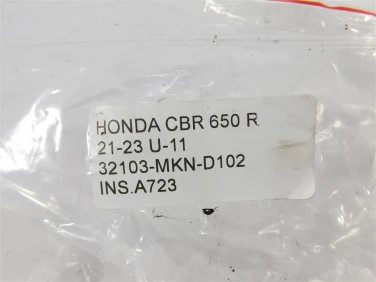 HONDA CBR 650 R
21-23 U-11
32103-MKN-D102
INS.A723